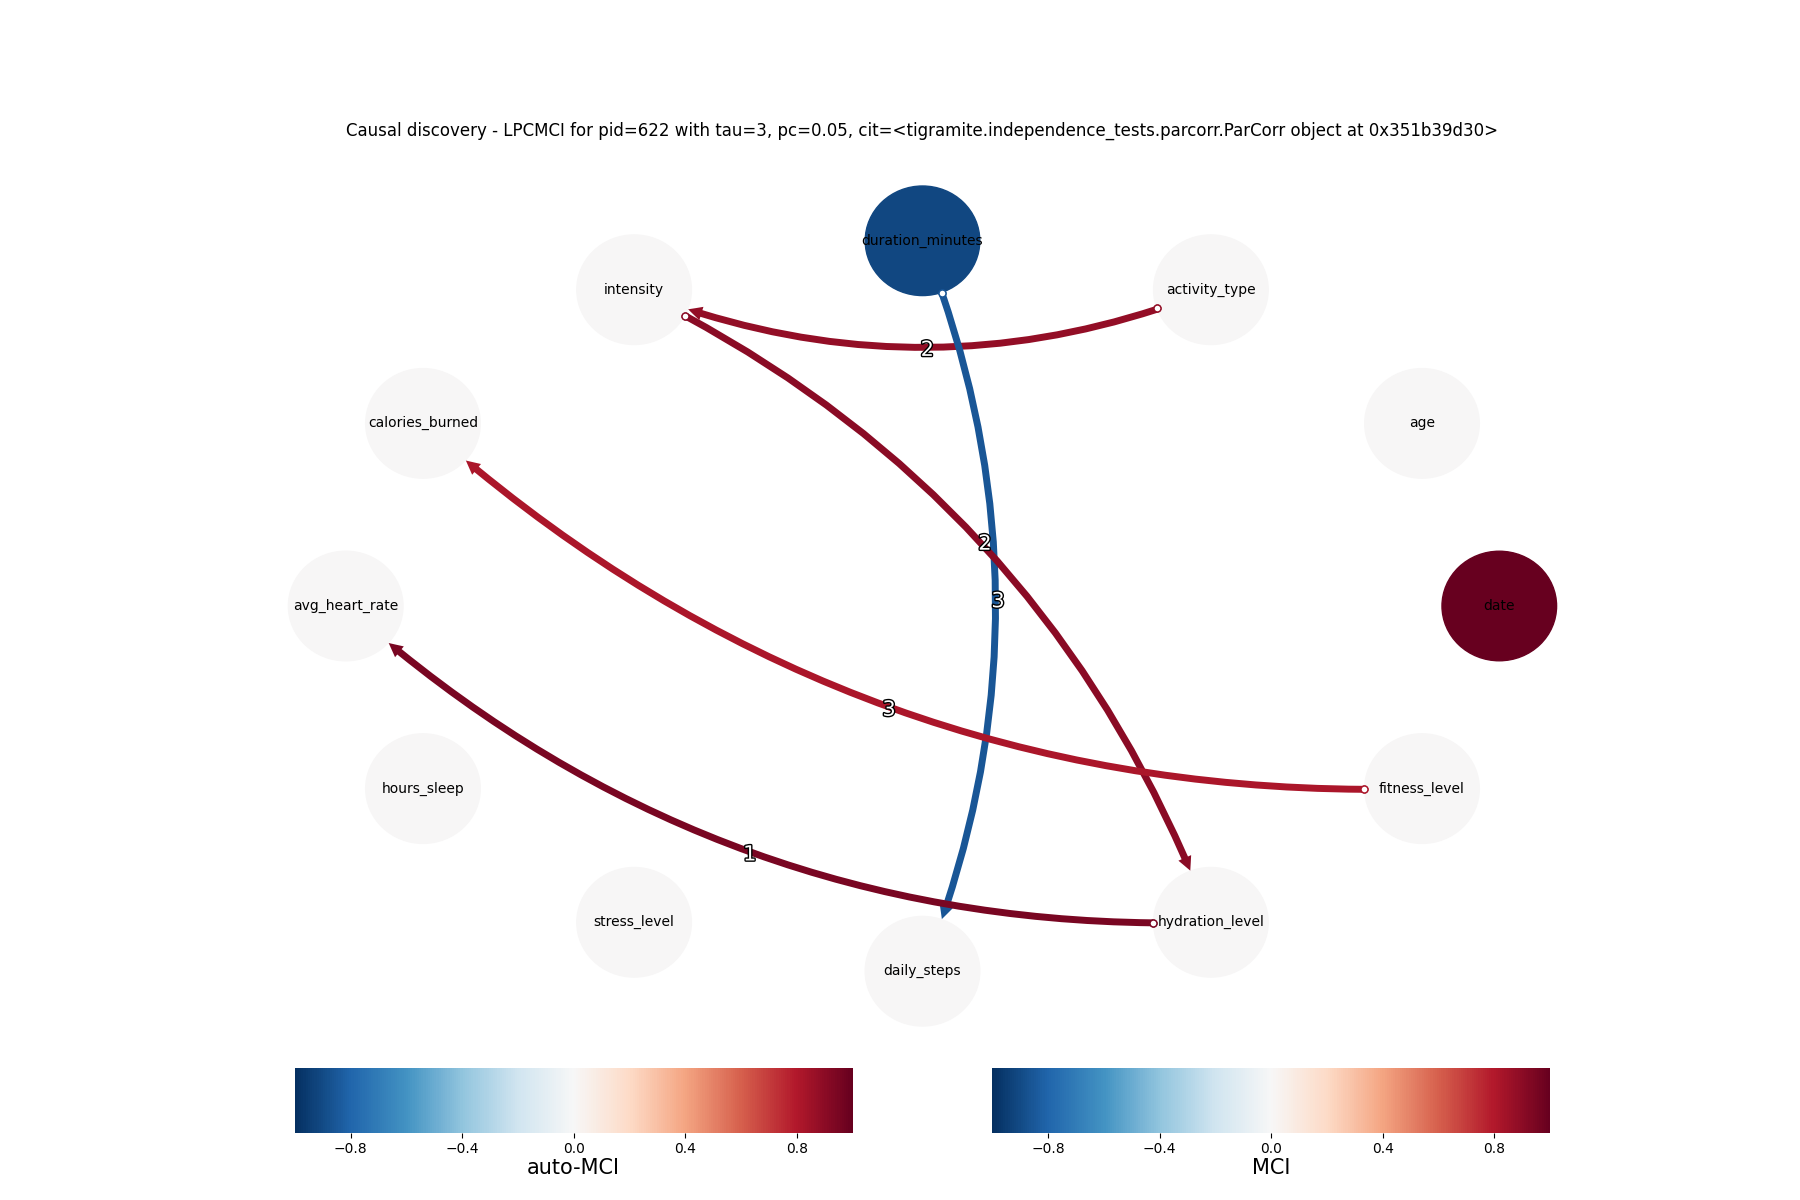 Causal discovery - LPCMCI for pid=622 with tau=3, pc=0.05, cit=<tigramite.independence_tests.parcorr.ParCorr object at 0x351b39d30>
duration_minutes
intensity
activity_type
2
calories_burned
age
2
3
avg_heart_rate
date
3
hours_sleep
fitness_level
1
stress_level
hydration_level
daily_steps
−0.8 −0.4 0.0 0.4 0.8
auto-MCI
−0.8 −0.4 0.0 0.4 0.8
MCI